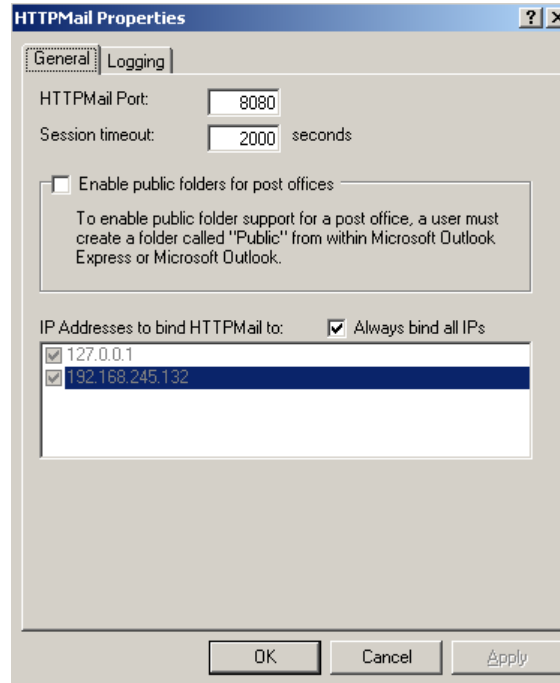 HTTPMail Properties
General Logging
HTTPMail Port: 8080
Session timeout: 2000 seconds
Enable public folders for post offices
To enable public folder support for a post office, a user must
create a folder called "Public" from within Microsoft Outlook
Express or Microsoft Outlook.
IP Addresses to bind HTTPMail to: Always bind all IPs
127.0.0.1
192.168.245.132
OK Cancel Apply